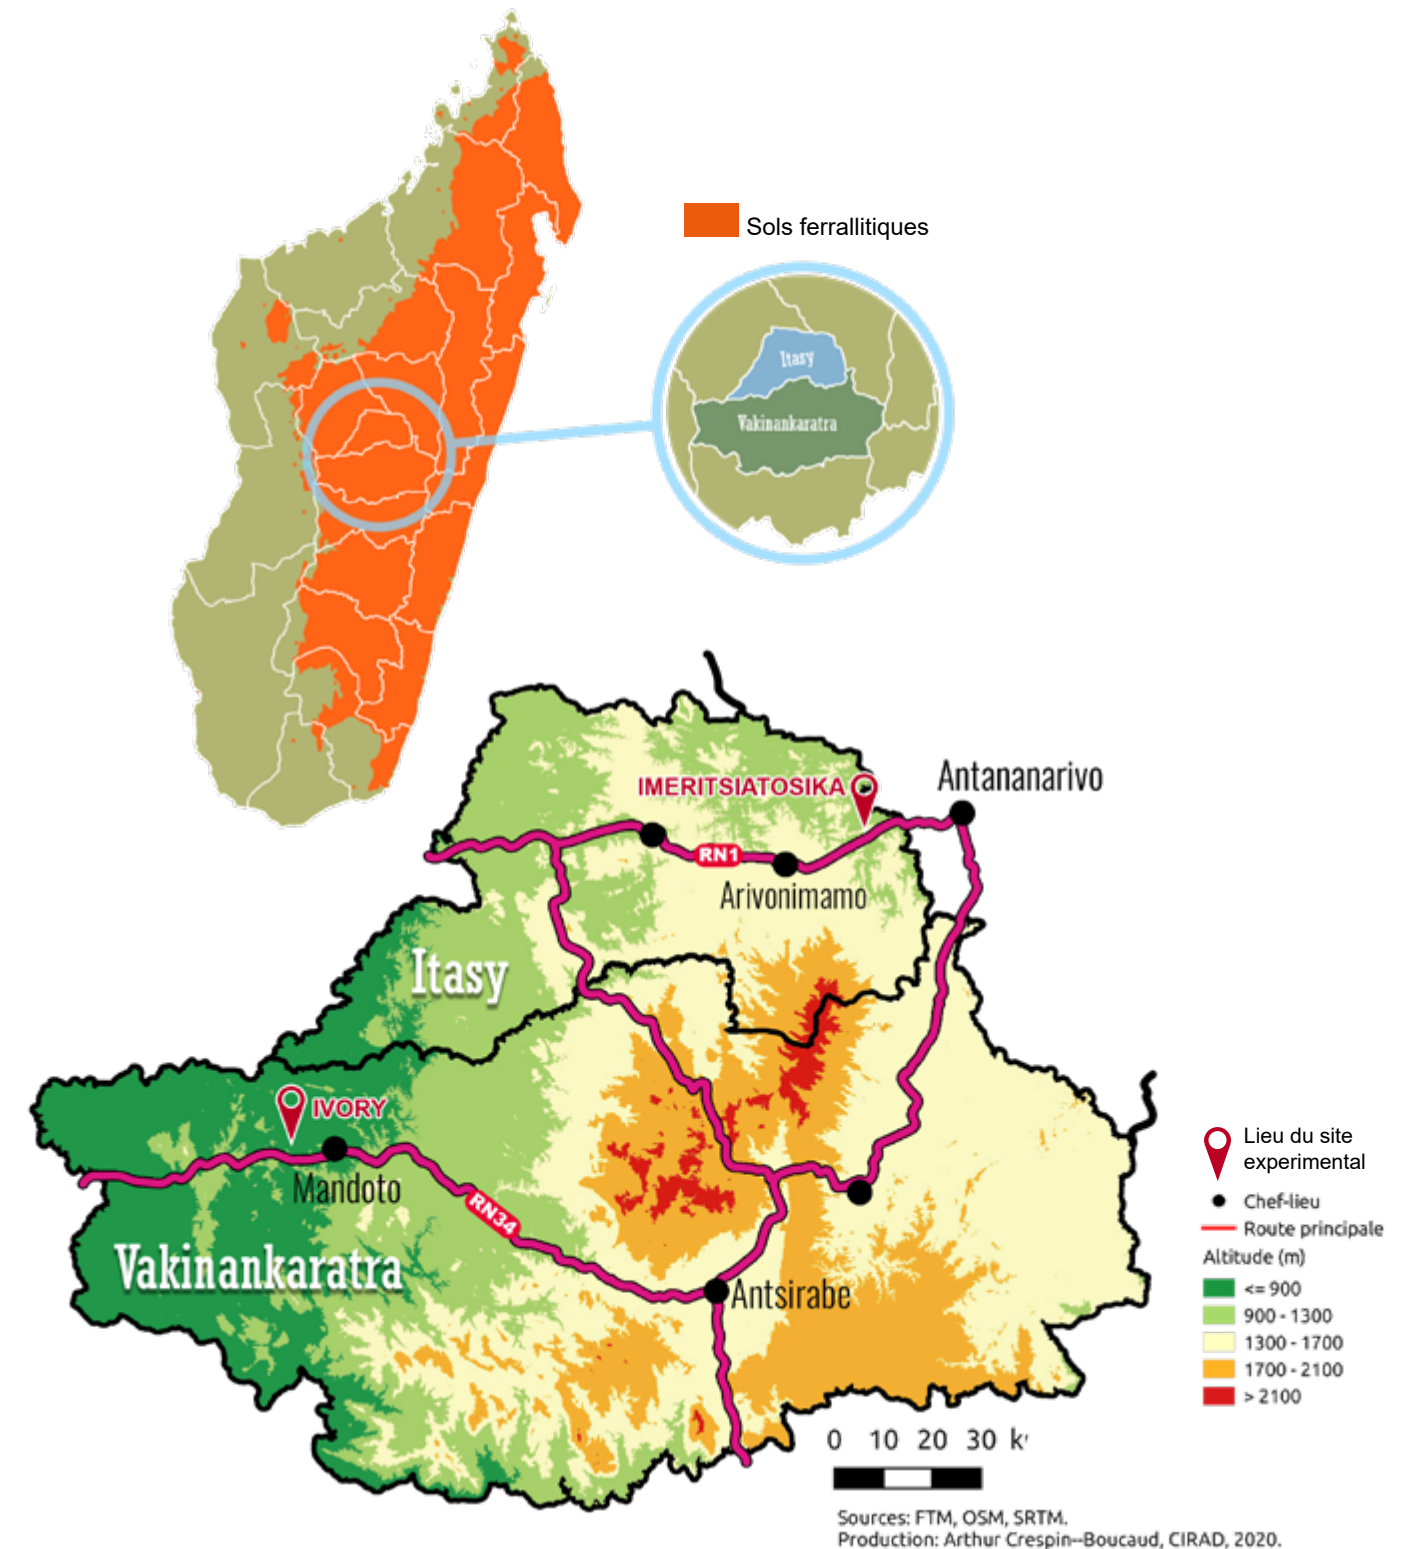 Sols ferrallitiques
Itasy
Vakinankaratra
Antananarivo
IMERITSIATOSIKA
RN1
Arivonimamo
Itasy
IVORY
Mandoto
RN34
Vakinankaratra
Antsirabe
Lieu du site
experimental
Chef-lieu
Route principale
Altitude (m)
<= 900
900 - 1300
1300 - 1700
1700 - 2100
> 2100
0 10 20 30 k
Sources: FTM, OSM, SRTM.
Production: Arthur Crespin--Boucaud, CIRAD, 2020.